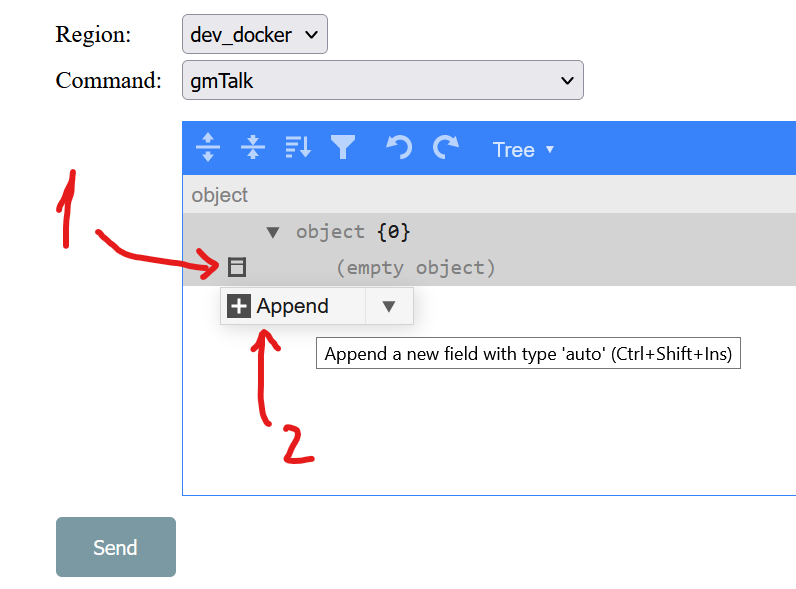 Region: dev_docker
Command: gmTalk
Tree
object
1
object {0}
(empty object)
Append
Append a new field with type 'auto' (Ctrl+Shift+Ins)
2
Send